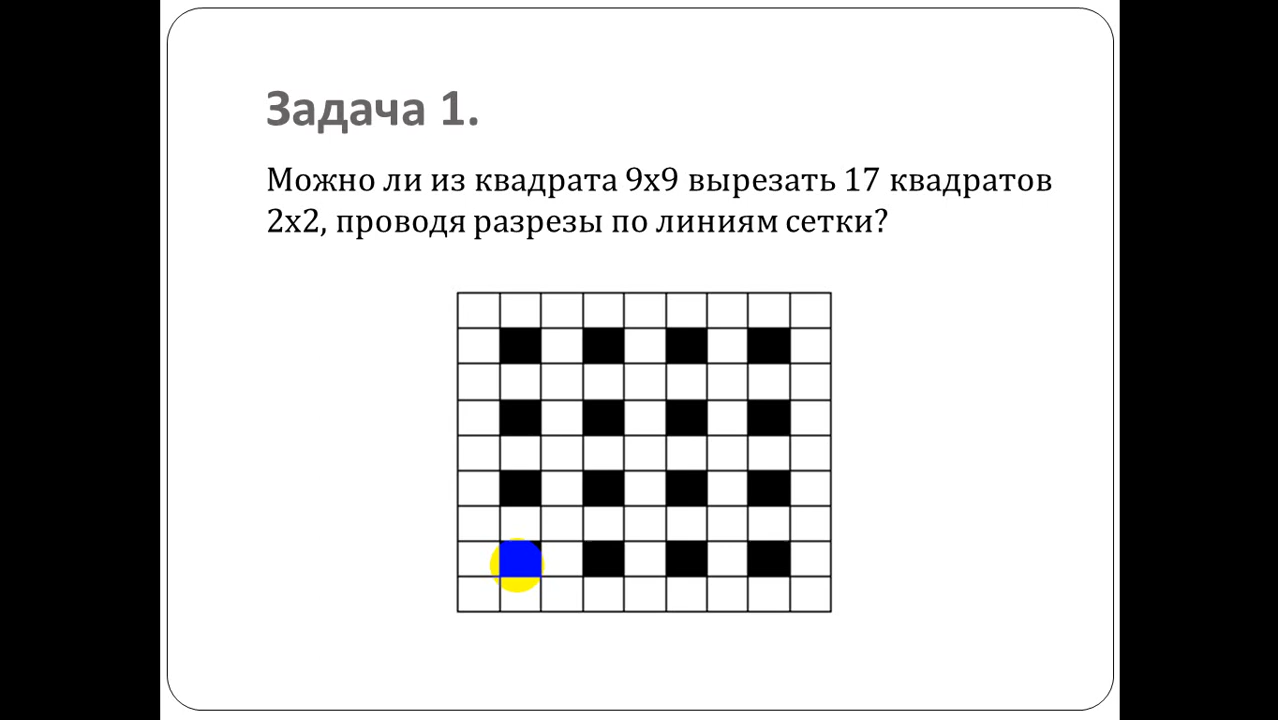 Задача 1.
Можно ли из квадрата 9х9 вырезать 17 квадратов
2х2, проводя разрезы по линиям сетки?